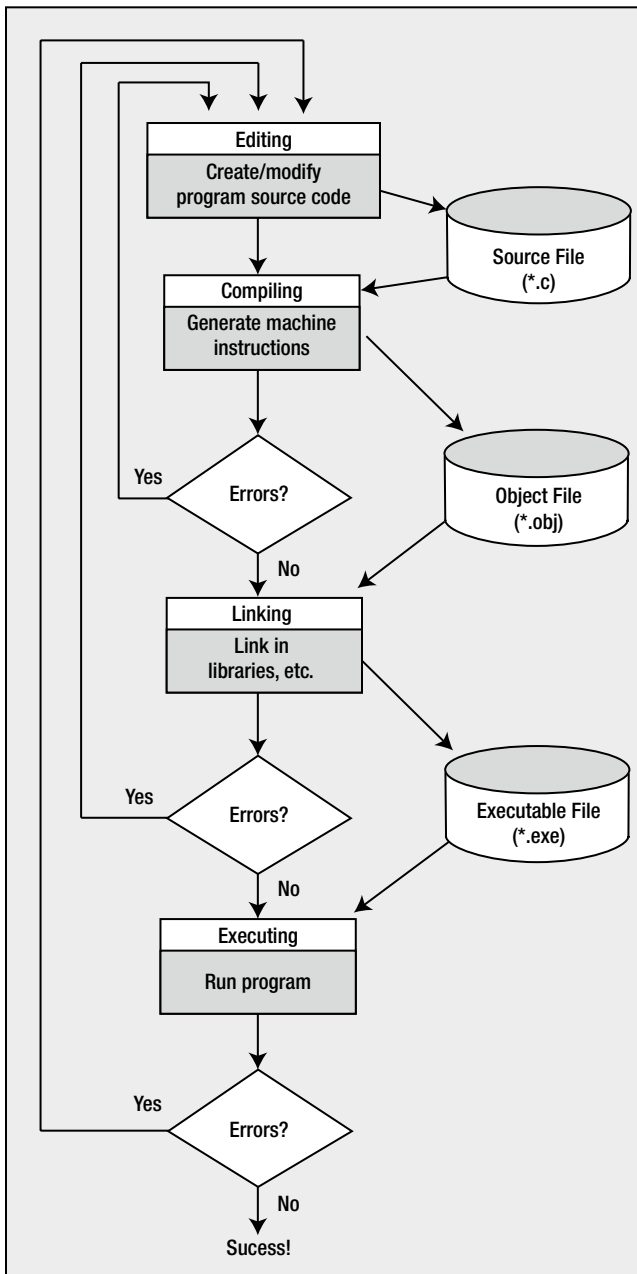 Editing
Create/modify
program source code
Source File
(*.c)
Compiling
Generate machine
instructions
Yes
Errors?
Object File
(*.obj)
No
Linking
Link in
libraries, etc.
Yes
Errors?
Executable File
(*.exe)
No
Executing
Run program
Yes
Errors?
No
Sucess!